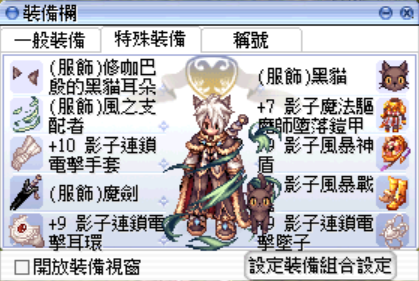 裝備欄
一般裝備
特殊裝備
稱號
(服飾)修咖巴
殷的黑貓耳朵
(服飾)風之支
配者
+10 影子連鎖
電擊手套
(服飾)魔劍
+9 影子連鎖電
擊耳環
(服飾)黑貓
+7 影子魔法驅
魔師墮落鎧甲
影子風暴神
盾
影子風暴戰
影子連鎖電
擊墜子
開放裝備視窗
設定裝備組合設定